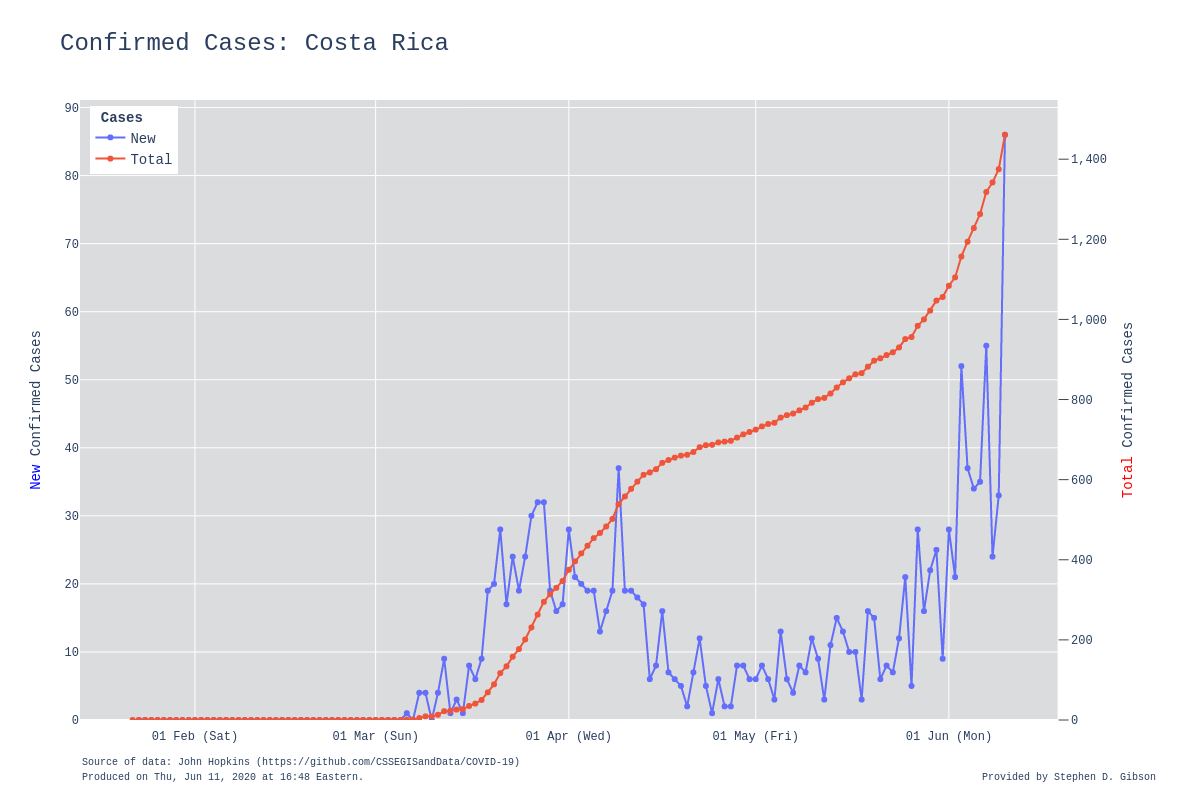 Confirmed Cases: Costa Rica
Cases
New
Total
90
80
70
60
50
40
30
20
10
0
New Confirmed Cases
1,400
1,200
1,000
800
600
400
200
0
Total Confirmed Cases
01 Feb (Sat)
01 Mar (Sun)
01 Apr (Wed)
01 May (Fri)
01 Jun (Mon)
Source of data: John Hopkins (https://github.com/CSSEGISandData/COVID-19)
Produced on Thu, Jun 11, 2020 at 16:48 Eastern.
Provided by Stephen D. Gibson